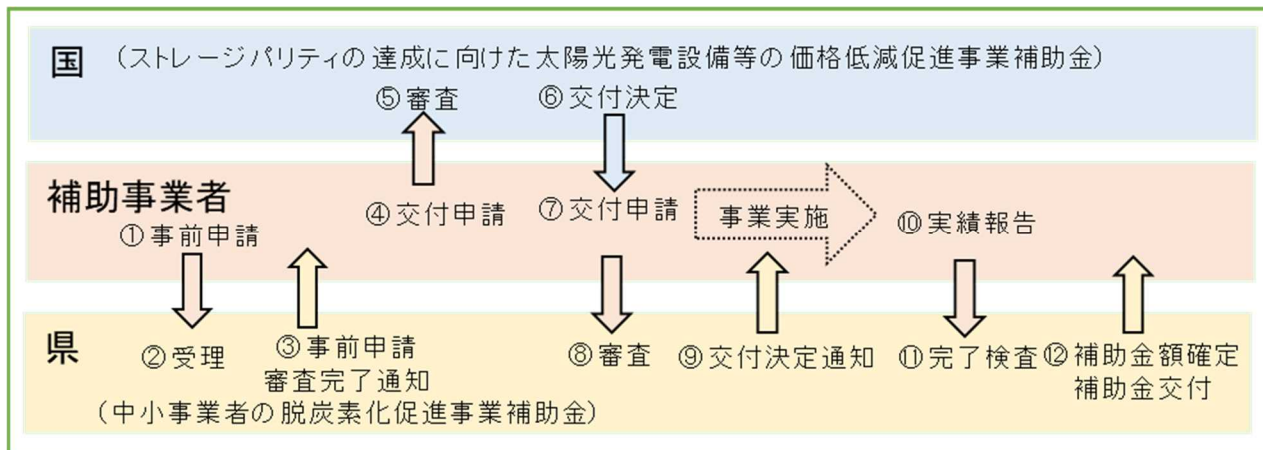 国 (ストレージパリティの達成に向けた太陽光発電設備等の価格低減促進事業補助金)
⑤審査
⑥交付決定
補助事業者
①事前申請
④交付申請
⑦交付申請
事業実施
⑩実績報告
県
②受理
③事前申請
審査完了通知
⑧審査
⑨交付決定通知
⑪完了検査
⑫補助金額確定
補助金交付
(中小事業者の脱炭素化促進事業補助金)